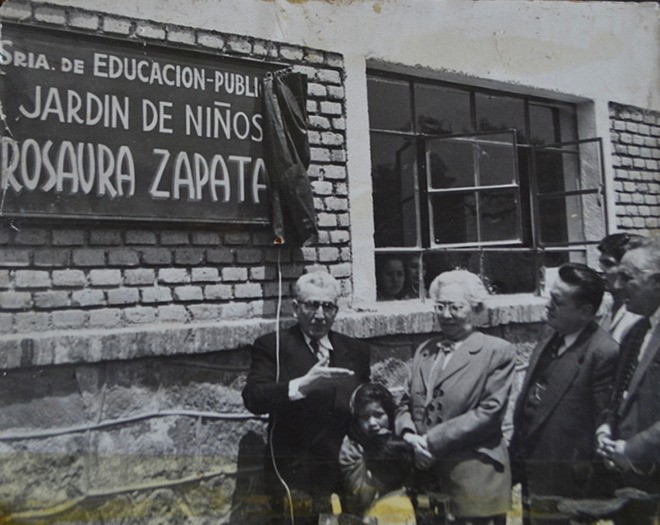 SRIA. DE EDUCACION-PUBLI
JARDIN DE NIÑOS
ROSAURA ZAPATA